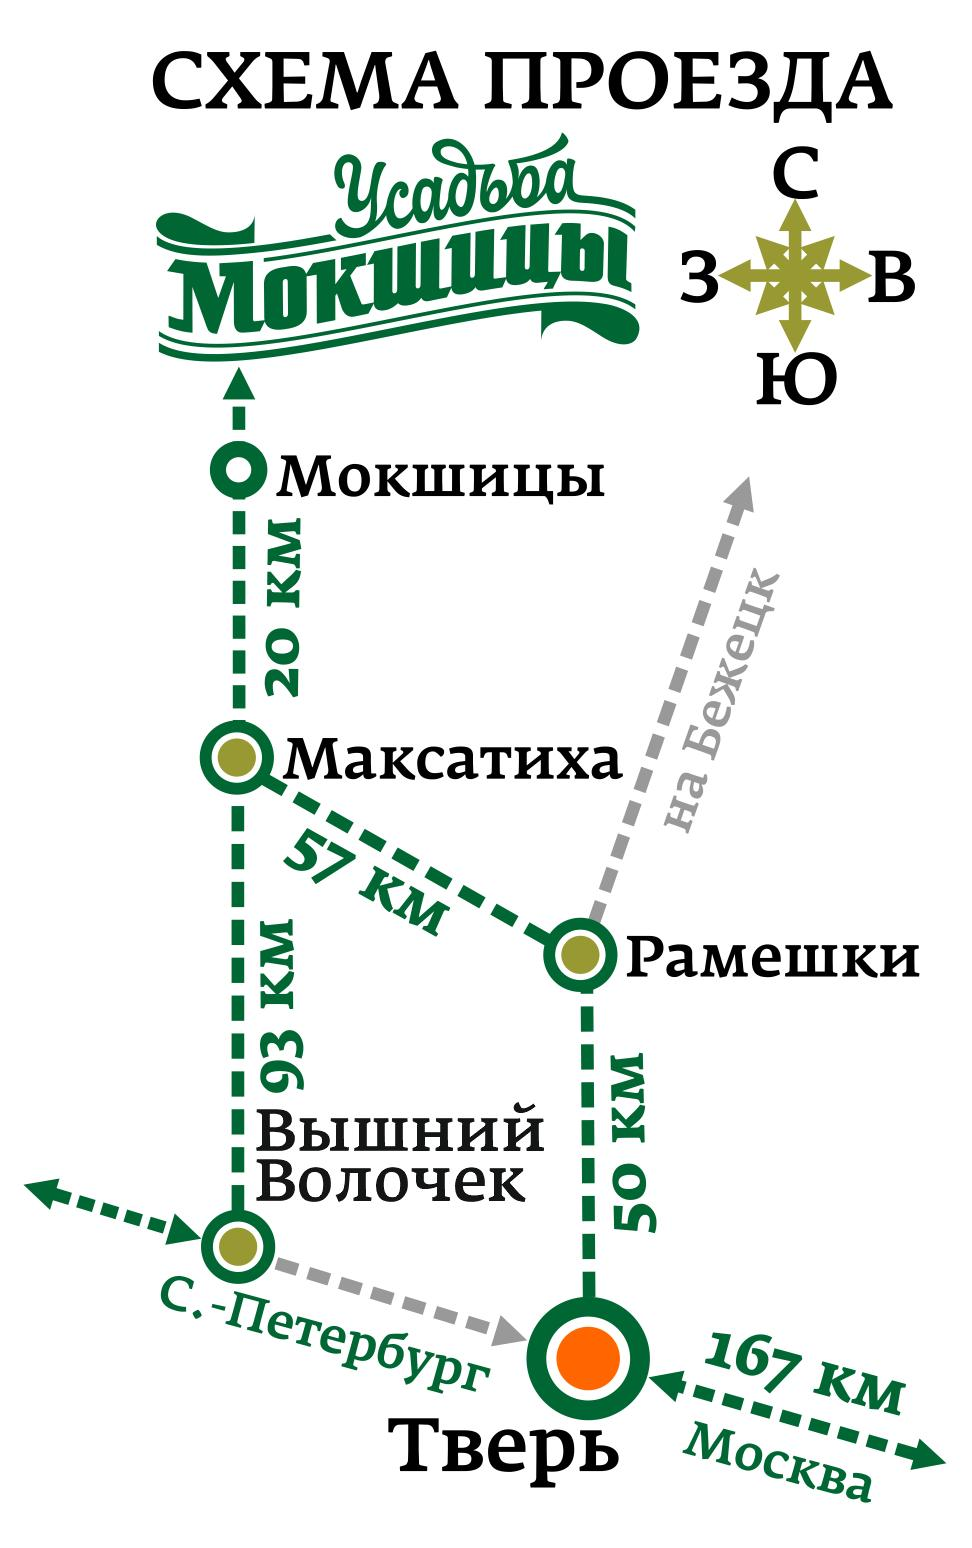 СХЕМА ПРОЕЗДА
Усадьба
Мокшицы
С
З
В
Ю
Мокшицы
20 км
на Бежецк
Максатиха
57 км
Рамешки
93 км
50 км
Вышний
Волочек
С.-Петербург
167 км
Москва
Тверь